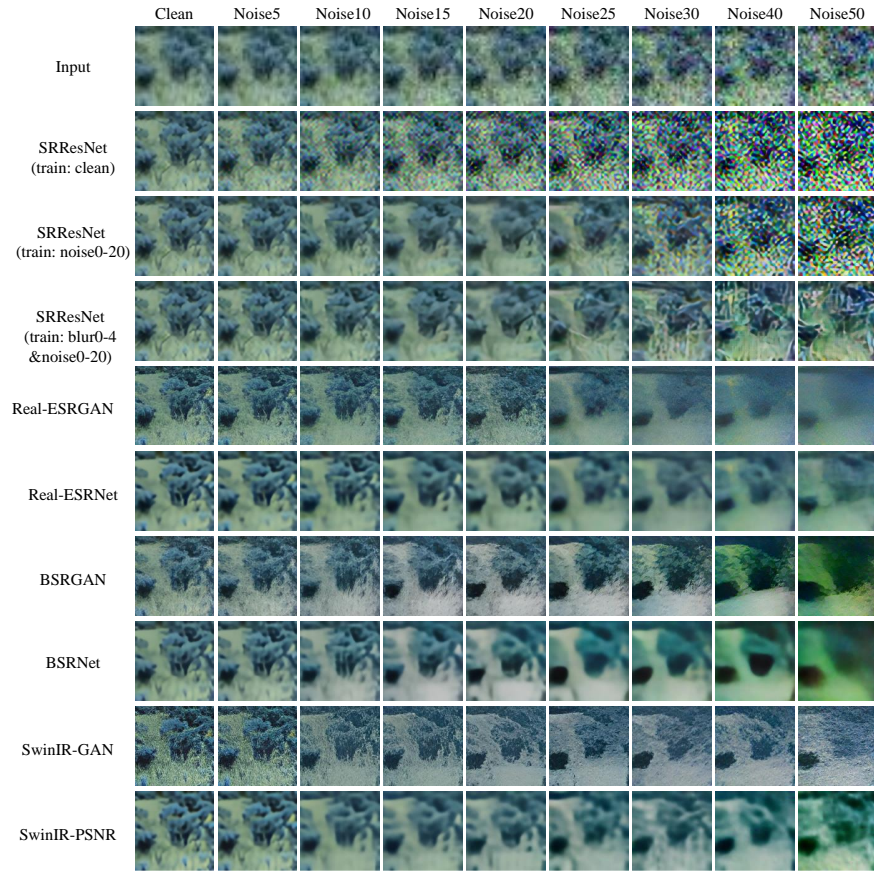 Clean Noise5 Noise10 Noise15 Noise20 Noise25 Noise30 Noise40 Noise50
Input
SRResNet
(train: clean)
SRResNet
(train: noise0-20)
SRResNet
(train: blur0-4
&noise0-20)
Real-ESRGAN
Real-ESRNet
BSRGAN
BSRNet
SwinIR-GAN
SwinIR-PSNR